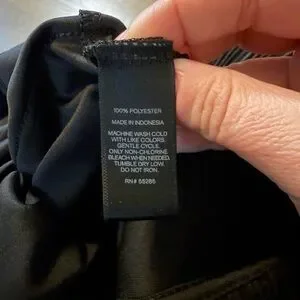 100% POLYESTER
MADE IN INDONESIA
MACHINE WASH COLD
WITH LIKE COLORS.
GENTLE CYCLE.
ONLY NON-CHLORINE
BLEACH WHEN NEEDED.
TUMBLE DRY LOW.
DO NOT IRON.
RN# 68286